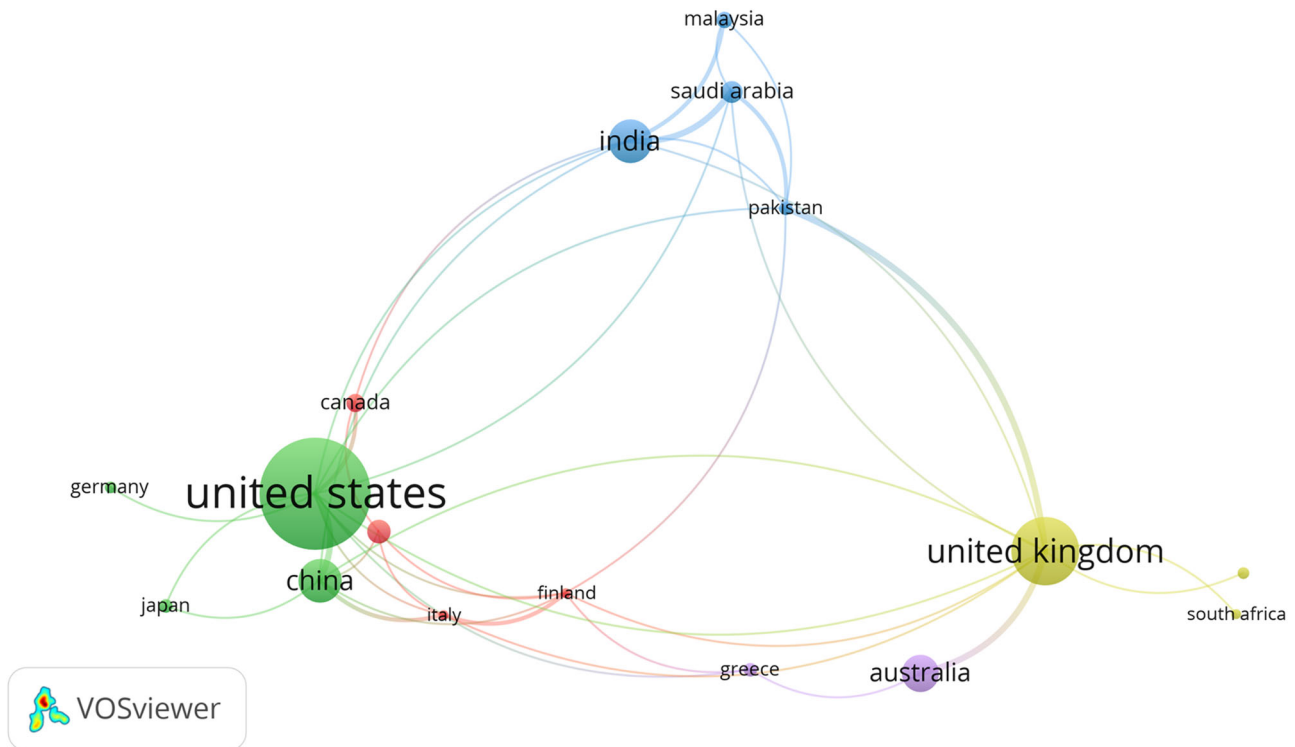 malaysia
saudi arabia
india
pakistan
canada
germany
united states
united kingdom
china
finland
japan
italy
south africa
greece
australia
VOSviewer